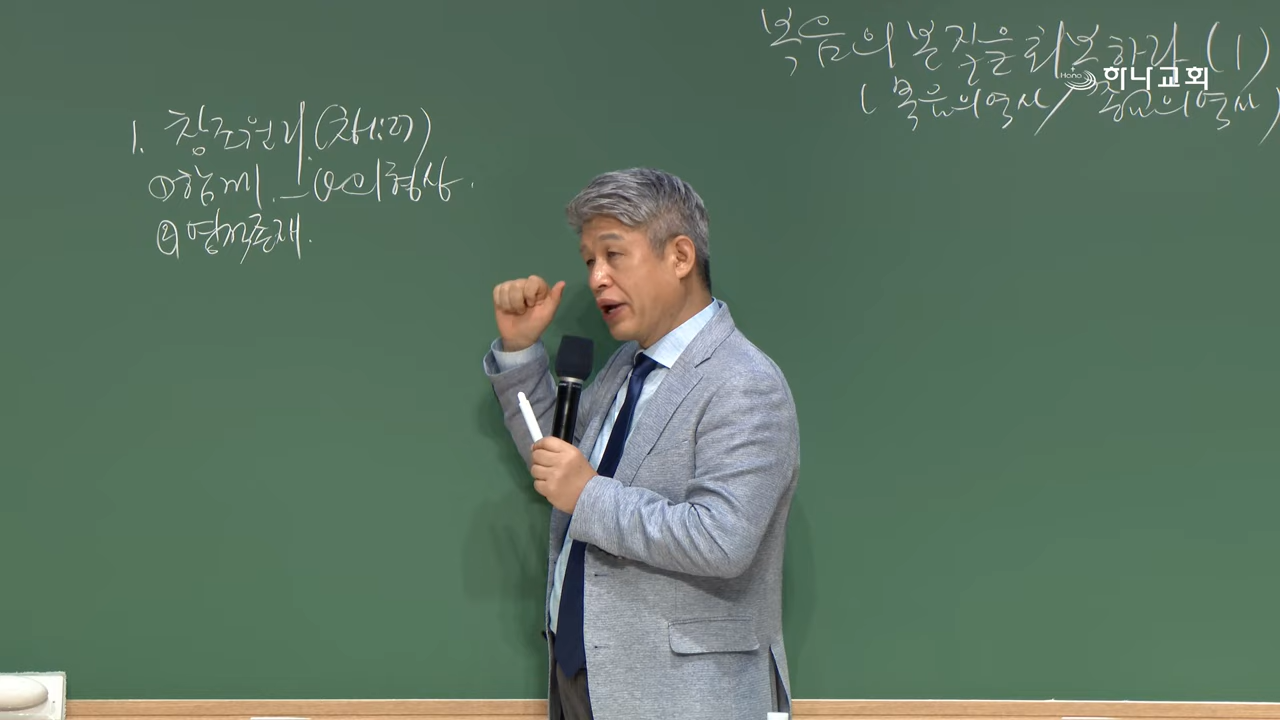 복음의 본질을 회복하라 (1)
Hana 하나교회
(복음의 역사 / 종교의 역사)
1. 창조원리 (창1:27)
① 함께 - 하나님의 형상.
② 영적존재.